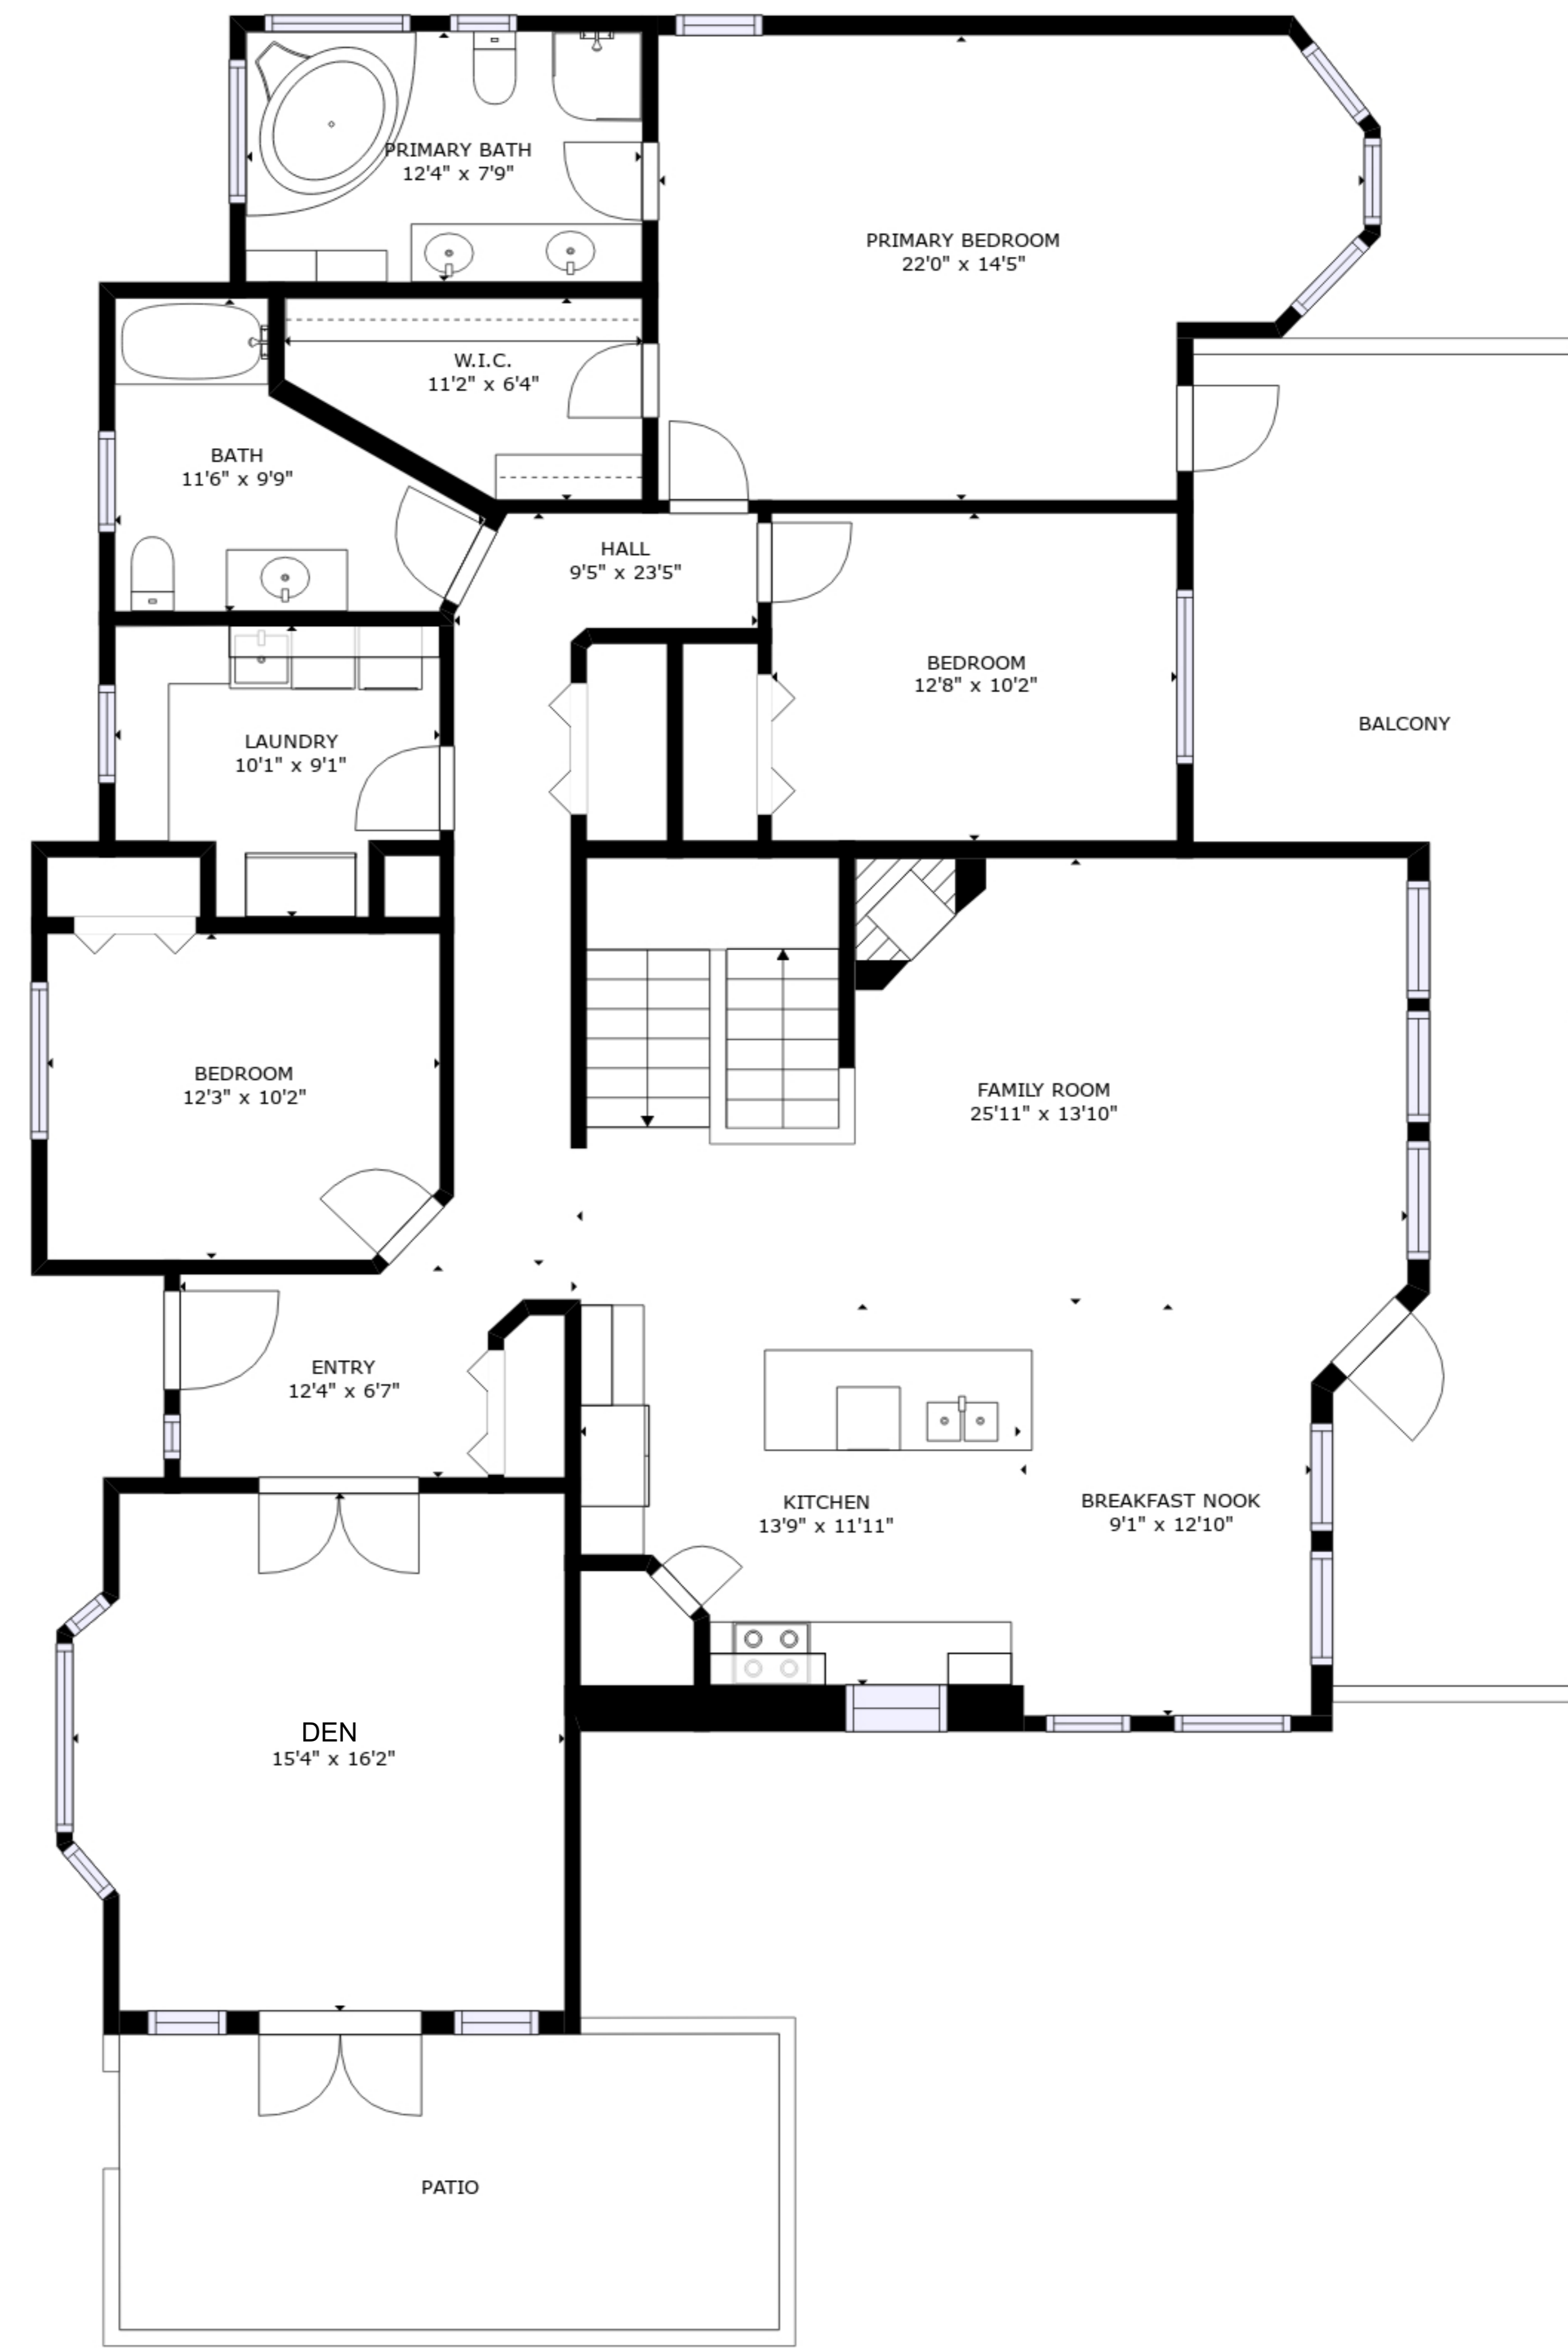 PRIMARY BATH
12'4" x 7'9"
PRIMARY BEDROOM
22'0" x 14'5"
W.I.C.
11'2" x 6'4"
BATH
11'6" x 9'9"
HALL
9'5" x 23'5"
BEDROOM
12'8" x 10'2"
BALCONY
LAUNDRY
10'1" x 9'1"
BEDROOM
12'3" x 10'2"
FAMILY ROOM
25'11" x 13'10"
ENTRY
12'4" x 6'7"
KITCHEN
13'9" x 11'11"
BREAKFAST NOOK
9'1" x 12'10"
DEN
15'4" x 16'2"
PATIO